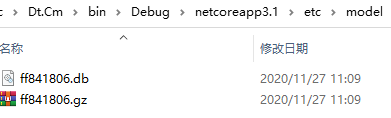 Dt.Cm > bin > Debug > netcoreapp3.1 > etc > model
名称 修改日期
ff841806.db 2020/11/27 11:09
ff841806.gz 2020/11/27 11:09